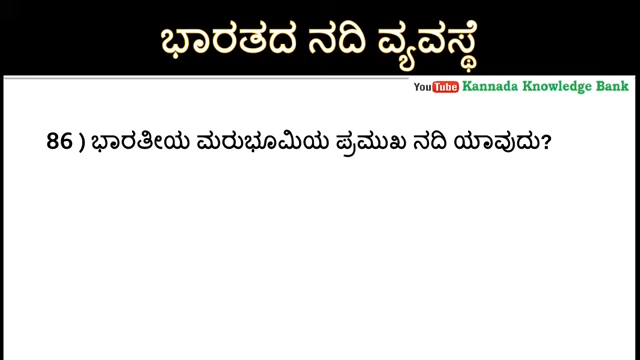 ಭಾರತದ ನದಿ ವ್ಯವಸ್ಥೆ
YouTube Kannada Knowledge Bank
86 ) ಭಾರತೀಯ ಮರುಭೂಮಿಯ ಪ್ರಮುಖ ನದಿ ಯಾವುದು?